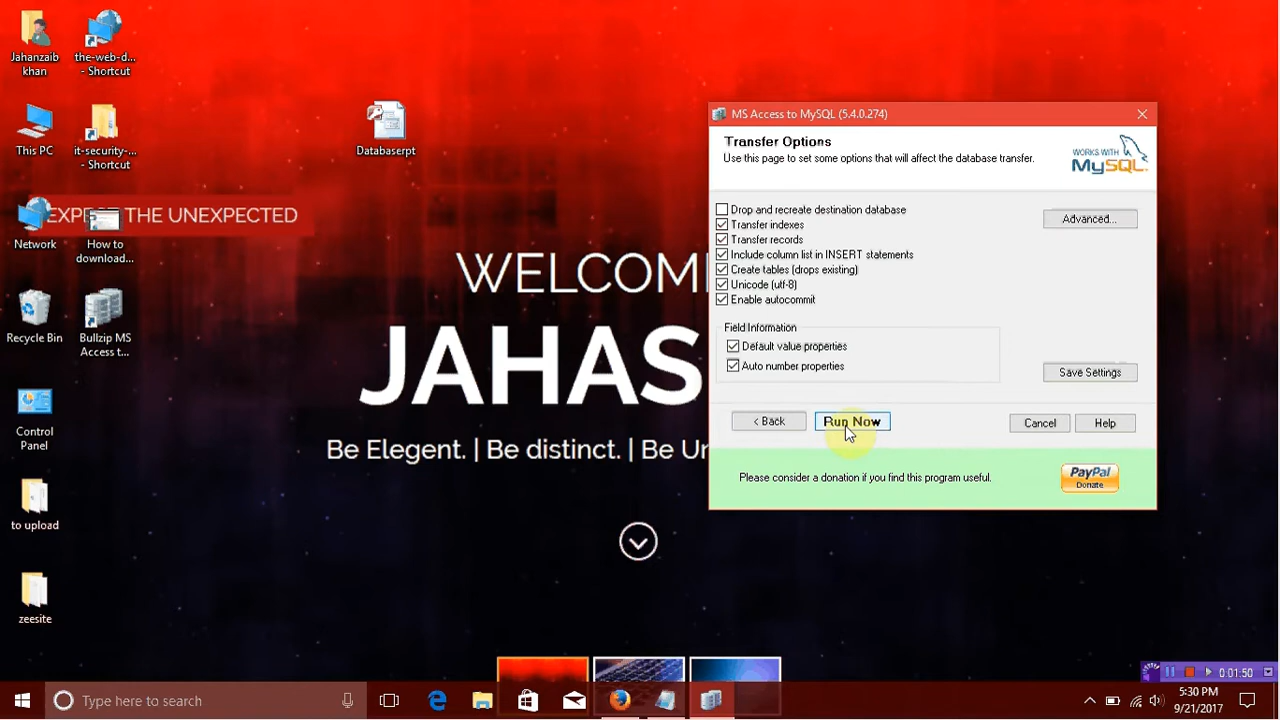 Jahanzaib
khan
the-web-d...
- Shortcut
This PC
it-security-...
- Shortcut
Databaserpt
EXPECT THE UNEXPECTED
Network
How to
download...
Recycle Bin
Bullzip MS
Access t...
Control
Panel
to upload
zeesite
WELCOM
JAHAS
Be Elegent. | Be distinct. | Be Un
MS Access to MySQL (5.4.0.274)
Transfer Options
Use this page to set some options that will affect the database transfer.
WORKS WITH
MySQL
Drop and recreate destination database
Advanced...
Transfer indexes
Transfer records
Include column list in INSERT statements
Create tables (drops existing)
Unicode (utf-8)
Enable autocommit
Field Information
Default value properties
Auto number properties
Save Settings
< Back
Run Now
Cancel
Help
Please consider a donation if you find this program useful.
PayPal
Donate
0:01:50
Type here to search
5:30 PM
9/21/2017